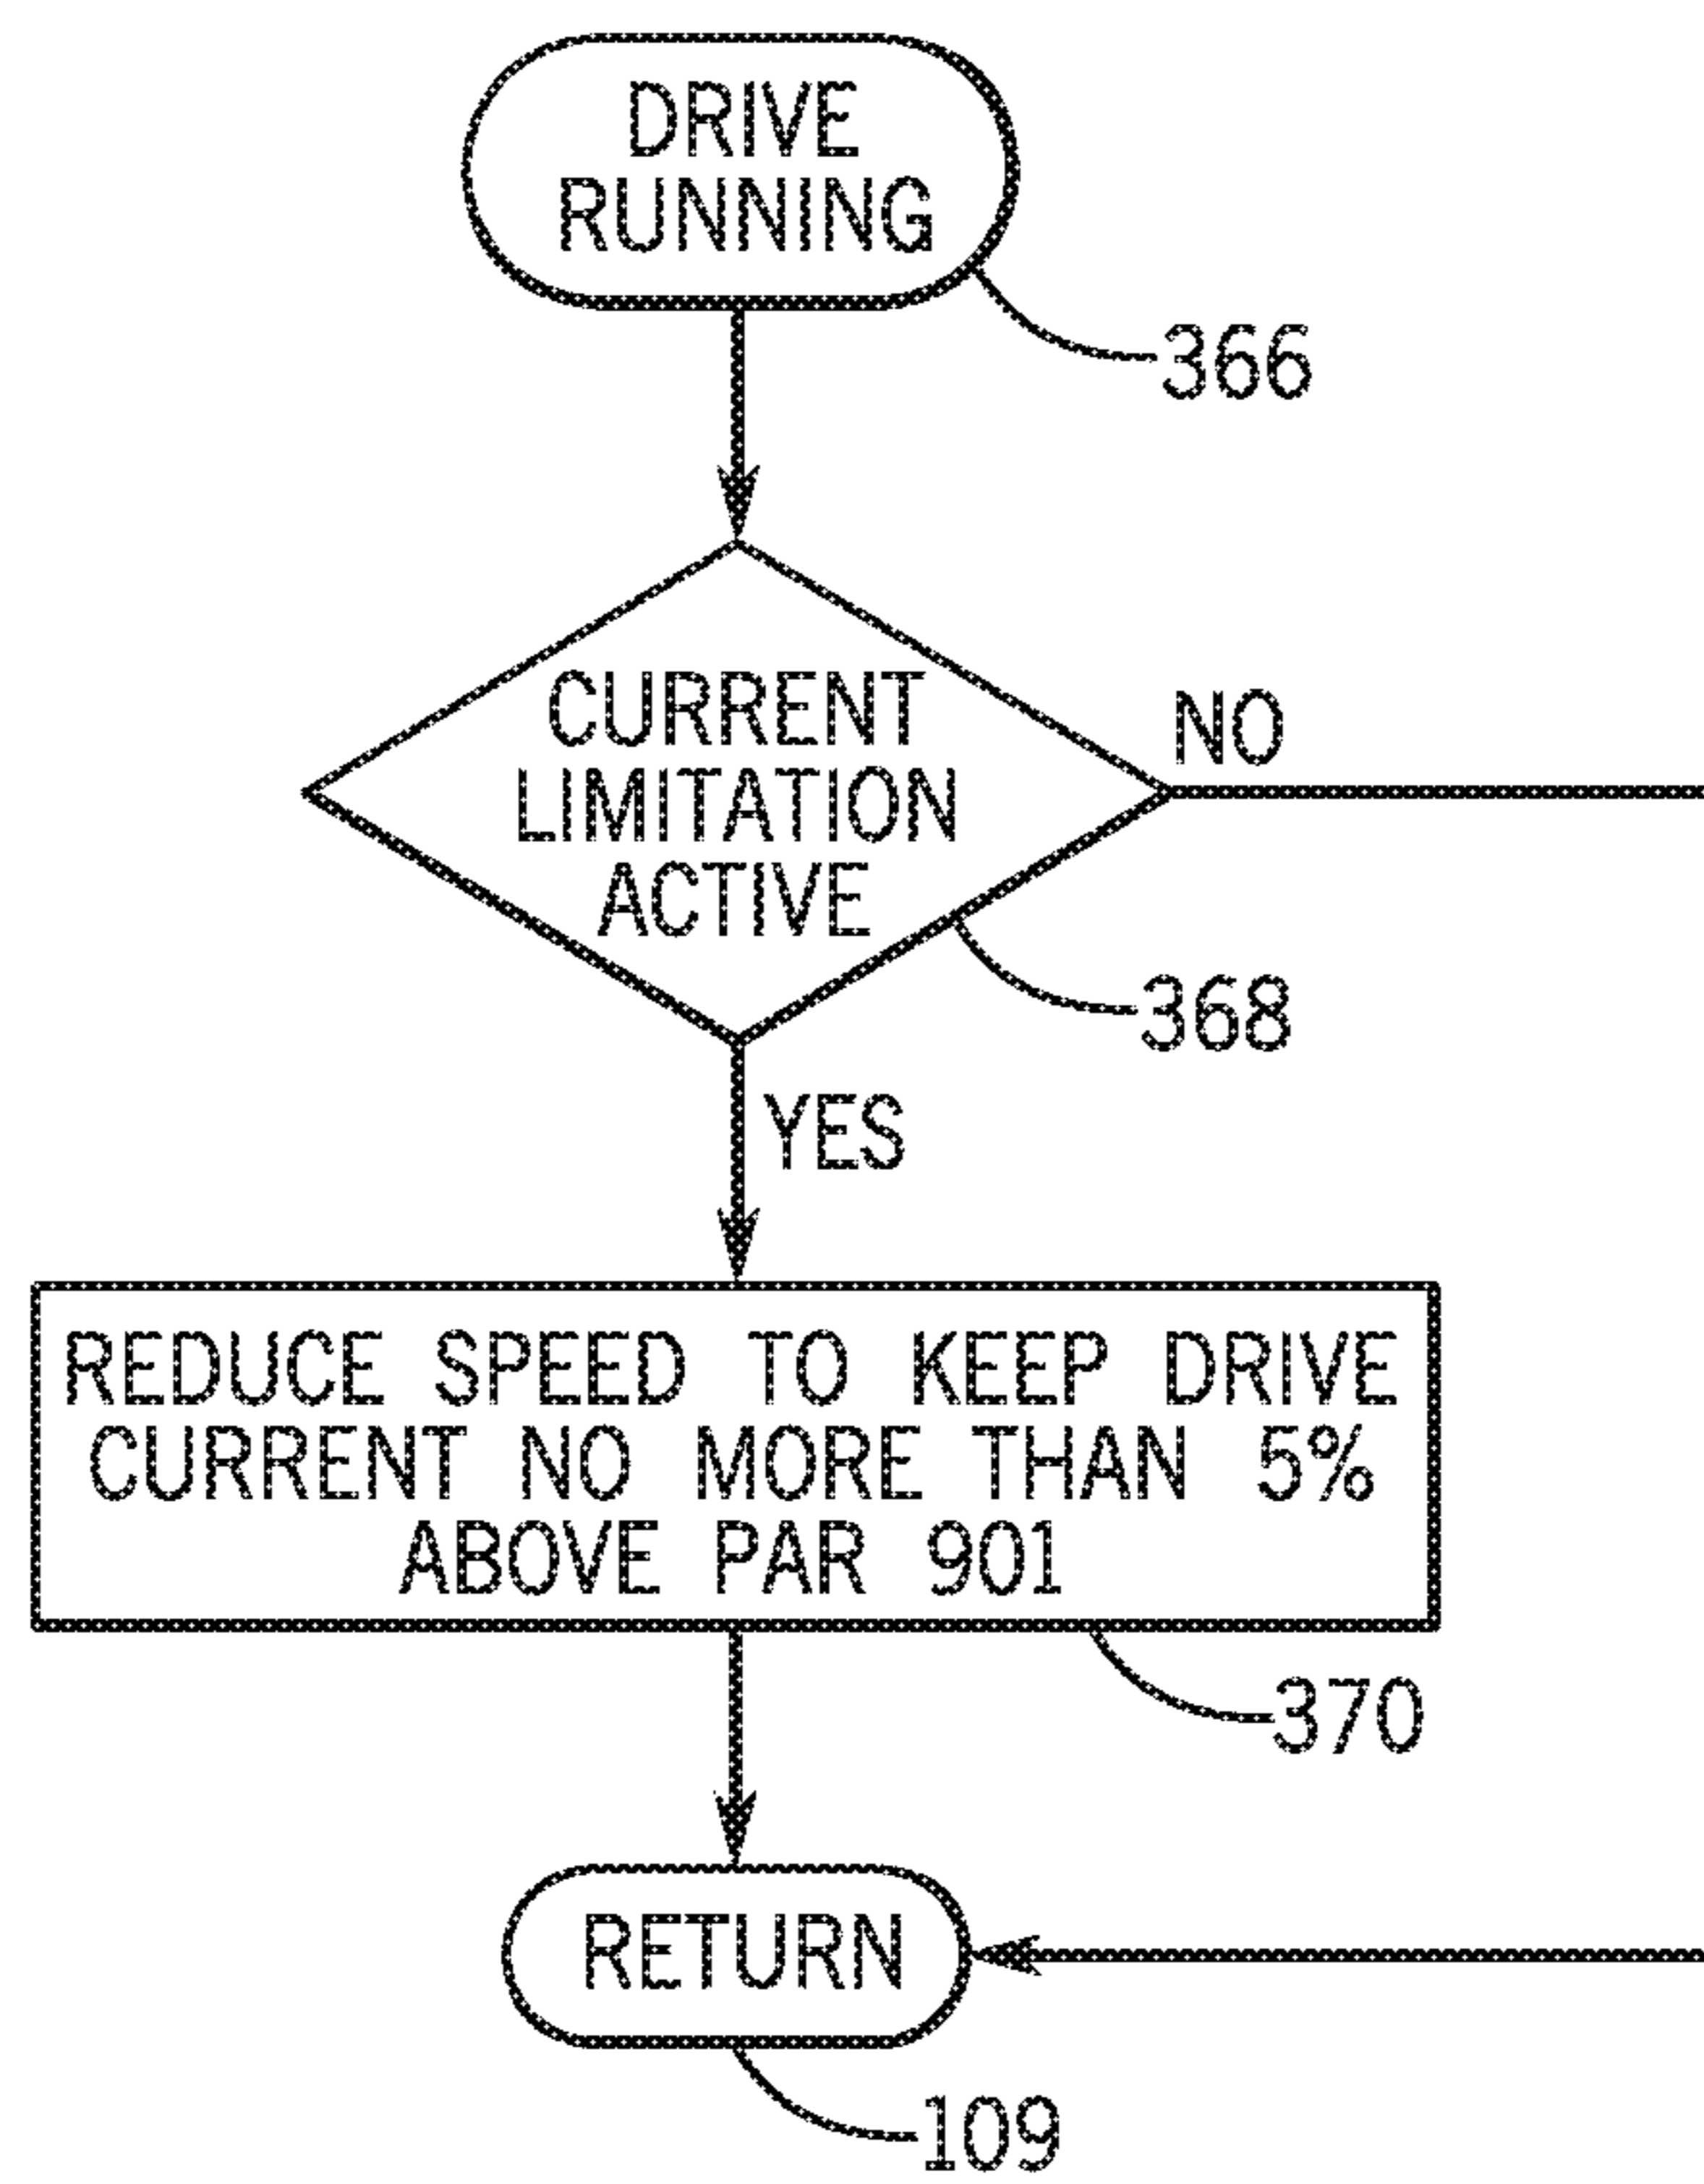 DRIVE
RUNNING
366
CURRENT
LIMITATION
ACTIVE
NO
368
YES
REDUCE SPEED TO KEEP DRIVE
CURRENT NO MORE THAN 5%
ABOVE PAR 901
370
RETURN
109